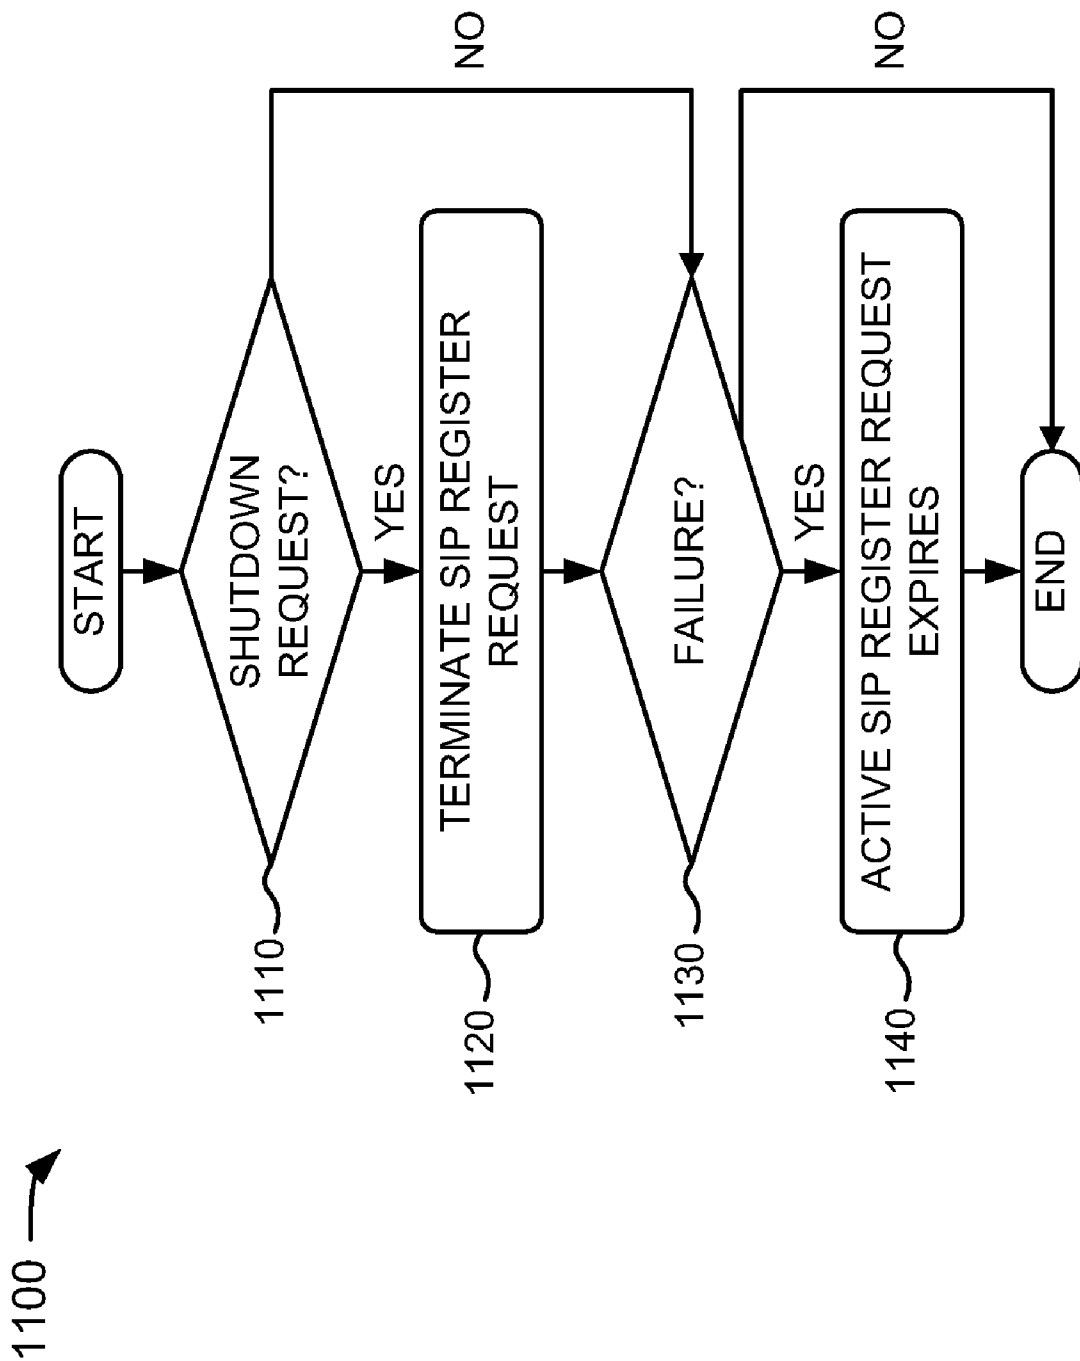 1100
START
1110
SHUTDOWN
REQUEST?
NO
YES
1120
TERMINATE SIP REGISTER
REQUEST
1130
FAILURE?
NO
YES
1140
ACTIVE SIP REGISTER REQUEST
EXPIRES
END